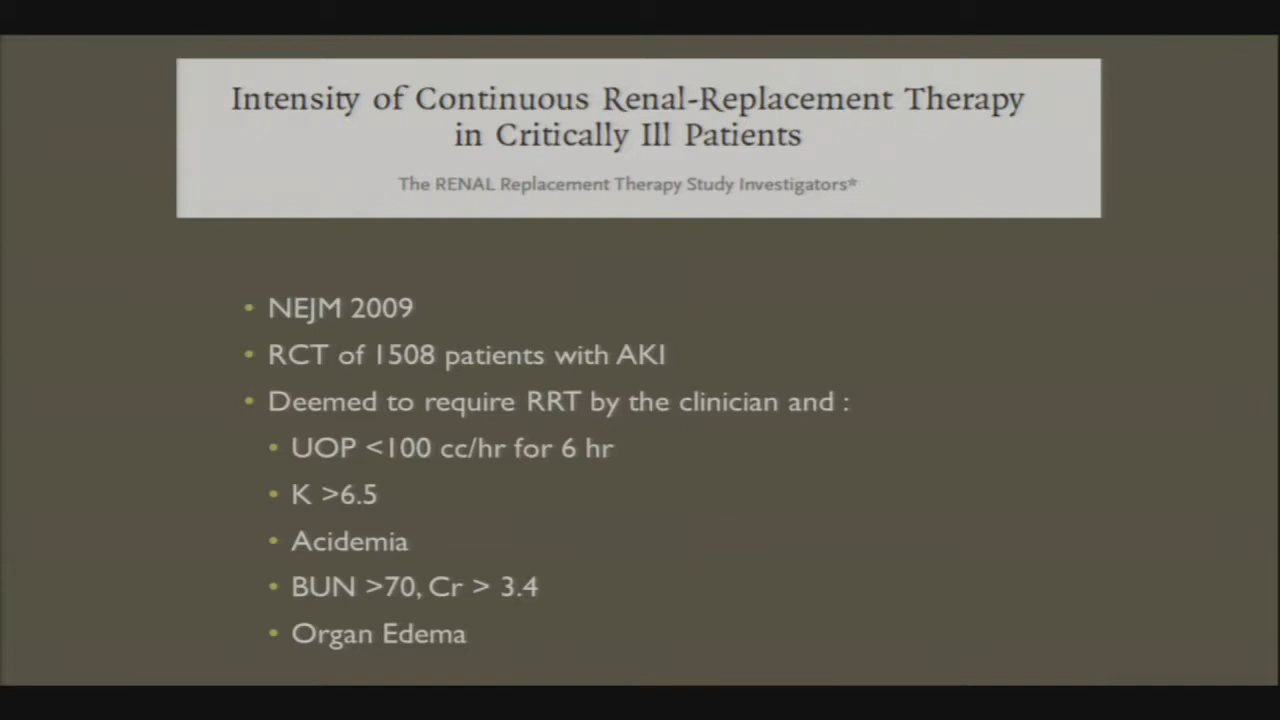 Intensity of Continuous Renal-Replacement Therapy
in Critically Ill Patients
The RENAL Replacement Therapy Study Investigators*
• NEJM 2009
• RCT of 1508 patients with AKI
• Deemed to require RRT by the clinician and :
• UOP <100 cc/hr for 6 hr
• K >6.5
• Acidemia
• BUN >70, Cr > 3.4
• Organ Edema